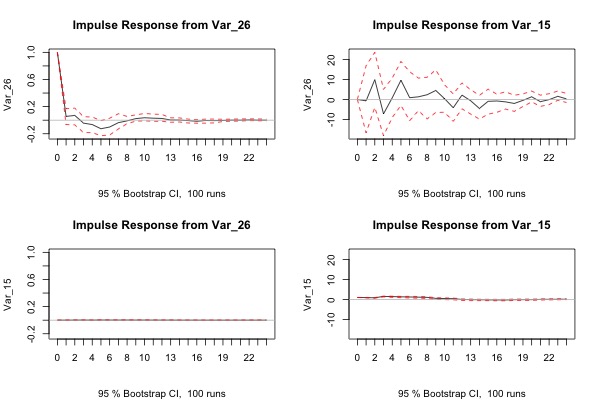 Impulse Response from Var_26
Var_26
1.0
0.6
0.2
-0.2
0 2 4 6 8 10 13 16 19 22
95 % Bootstrap CI,  100 runs
Impulse Response from Var_15
Var_26
20
10
0
-10
0 2 4 6 8 10 13 16 19 22
95 % Bootstrap CI,  100 runs
Impulse Response from Var_26
Var_15
1.0
0.6
0.2
-0.2
0 2 4 6 8 10 13 16 19 22
95 % Bootstrap CI,  100 runs
Impulse Response from Var_15
Var_15
20
10
0
-10
0 2 4 6 8 10 13 16 19 22
95 % Bootstrap CI,  100 runs